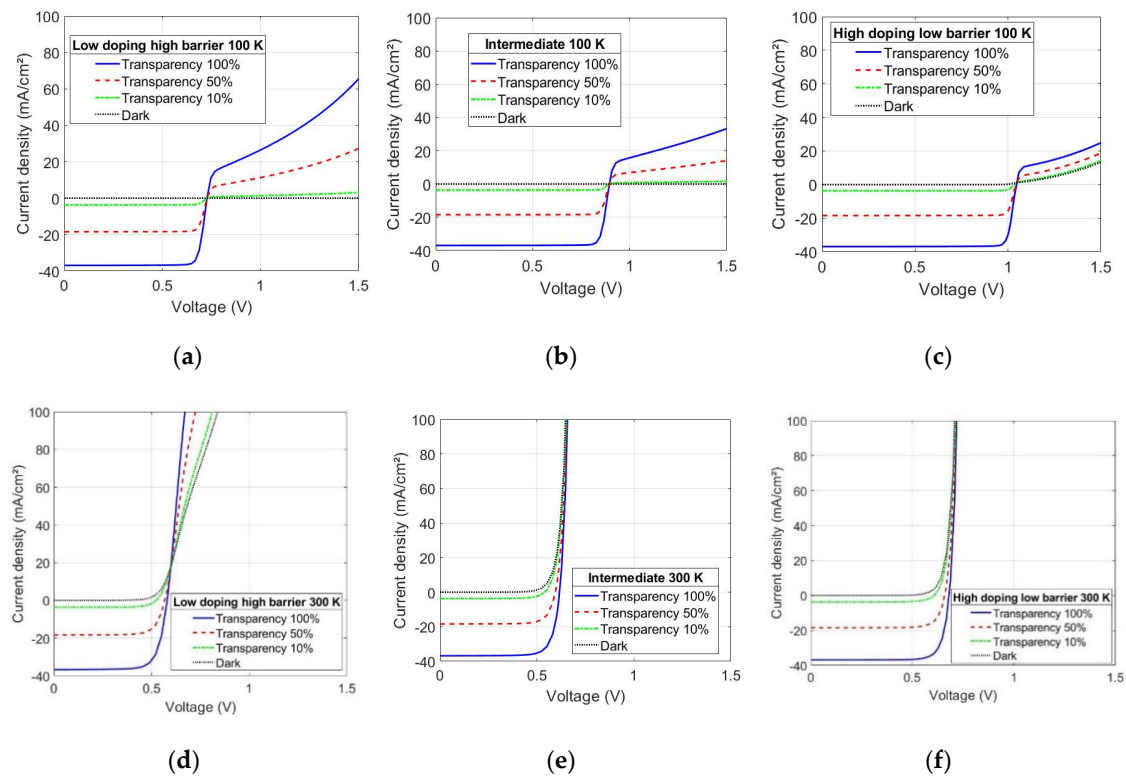 100
80
60
40
20
0
-20
-40
Current density (mA/cm²)
Low doping high barrier 100 K
Transparency 100%
Transparency 50%
Transparency 10%
Dark
0 0.5 1 1.5
Voltage (V)
(a)
100
80
60
40
20
0
-20
-40
Current density (mA/cm²)
Intermediate 100 K
Transparency 100%
Transparency 50%
Transparency 10%
Dark
0 0.5 1 1.5
Voltage (V)
(b)
100
80
60
40
20
0
-20
-40
Current density (mA/cm²)
High doping low barrier 100 K
Transparency 100%
Transparency 50%
Transparency 10%
Dark
0 0.5 1 1.5
Voltage (V)
(c)
100
80
60
40
20
0
-20
-40
Current density (mA/cm²)
Low doping high barrier 300 K
Transparency 100%
Transparency 50%
Transparency 10%
Dark
0 0.5 1 1.5
Voltage (V)
(d)
100
80
60
40
20
0
-20
-40
Current density (mA/cm²)
Intermediate 300 K
Transparency 100%
Transparency 50%
Transparency 10%
Dark
0 0.5 1 1.5
Voltage (V)
(e)
100
80
60
40
20
0
-20
-40
Current density (mA/cm²)
High doping low barrier 300 K
Transparency 100%
Transparency 50%
Transparency 10%
Dark
0 0.5 1 1.5
Voltage (V)
(f)